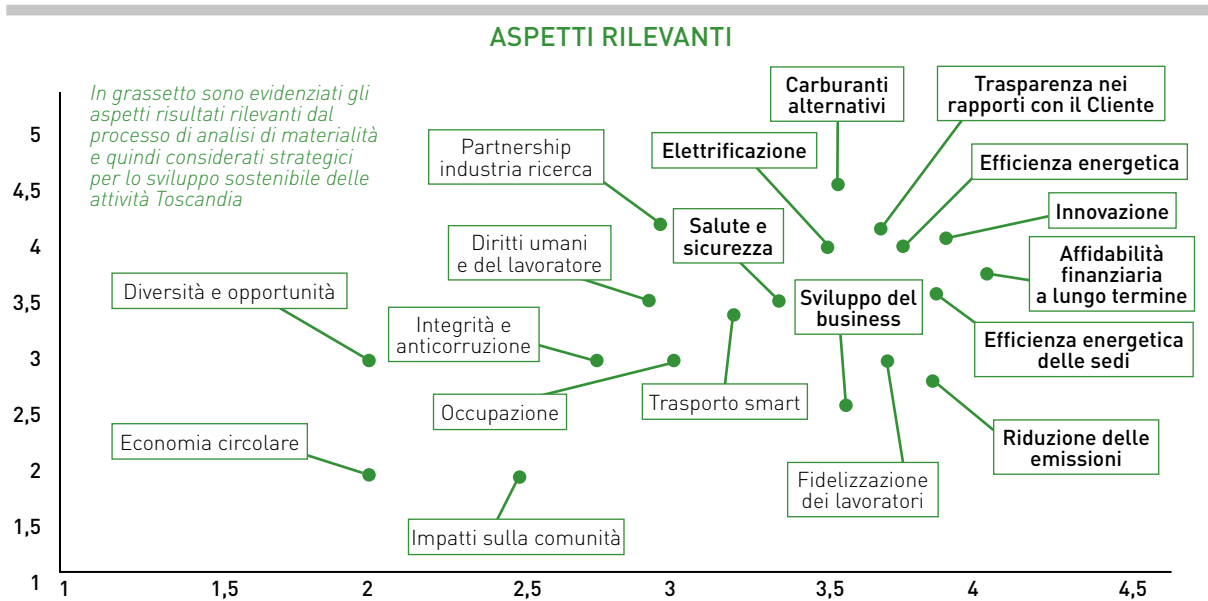 ASPETTI RILEVANTI
In grassetto sono evidenziati gli
aspetti risultati rilevanti dal
processo di analisi di materialità
e quindi considerati strategici
per lo sviluppo sostenibile delle
attività Toscandia
Carburanti
alternativi
Trasparenza nei
rapporti con il Cliente
Partnership
industria ricerca
Elettrificazione
Efficienza energetica
Innovazione
Salute e
sicurezza
Diritti umani
e del lavoratore
Affidabilità
finanziaria
a lungo termine
Diversità e opportunità
Sviluppo del
business
Integrità e
anticorruzione
Efficienza energetica
delle sedi
Occupazione
Trasporto smart
Economia circolare
Riduzione delle
emissioni
Fidelizzazione
dei lavoratori
Impatti sulla comunità
5
4,5
4
3,5
3
2,5
2
1,5
1
1
1,5
2
2,5
3
3,5
4
4,5